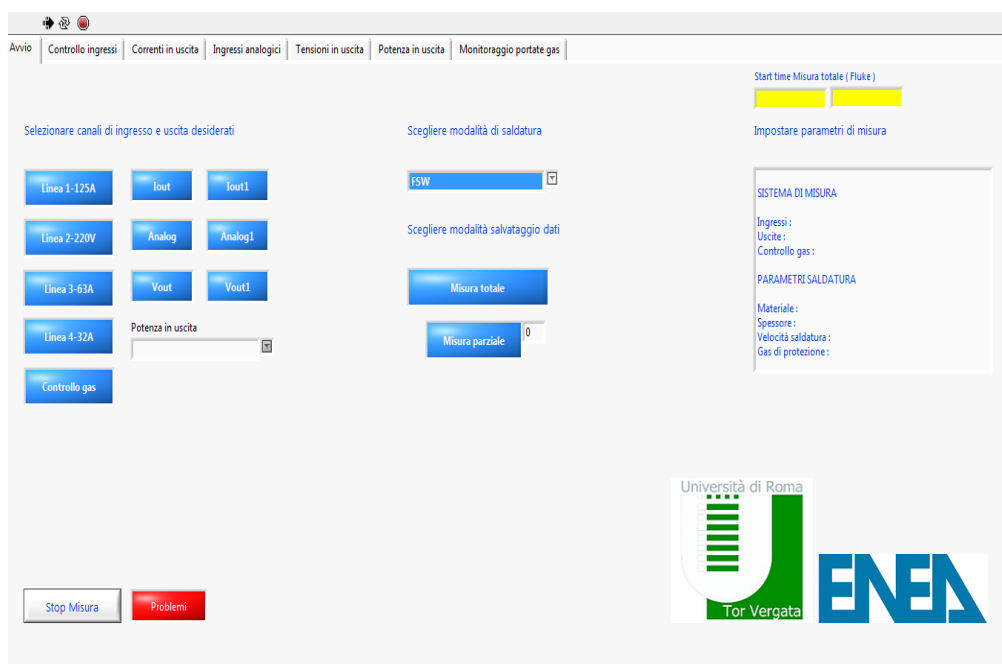 Avvio Controllo ingressi Correnti in uscita Ingressi analogici Tensioni in uscita Potenza in uscita Monitoraggio portate gas
Start time Misura totale ( Fluke )
Selezionare canali di ingresso e uscita desiderati
Linea 1-125A Iout Iout1
Linea 2-220V Analog Analog1
Linea 3-63A Vout Vout1
Linea 4-32A
Potenza in uscita
Controllo gas
Scegliere modalità di saldatura
FSW
Scegliere modalità salvataggio dati
Misura totale
Misura parziale 0
Impostare parametri di misura
SISTEMA DI MISURA
Ingressi :
Uscite :
Controllo gas :
PARAMETRI SALDATURA
Materiale :
Spessore :
Velocità saldatura :
Gas di protezione :
Stop Misura Problemi
Università di Roma
Tor Vergata
ENEA